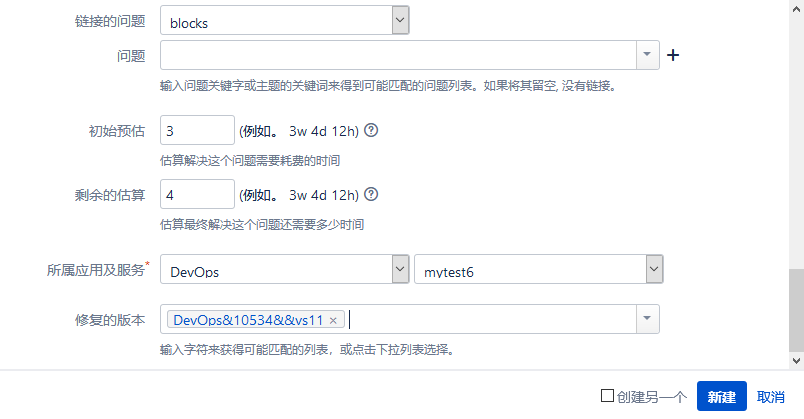 链接的问题 blocks
问题
输入问题关键字或主题的关键词来得到可能匹配的问题列表。如果将其留空, 没有链接。
初始预估 3 (例如。 3w 4d 12h)
估算解决这个问题需要耗费的时间
剩余的估算 4 (例如。 3w 4d 12h)
估算最终解决这个问题还需要多少时间
所属应用及服务* DevOps mytest6
修复的版本 DevOps&10534&&vs11 ×
输入字符来获得可能匹配的列表，或点击下拉列表选择。
创建另一个 新建 取消